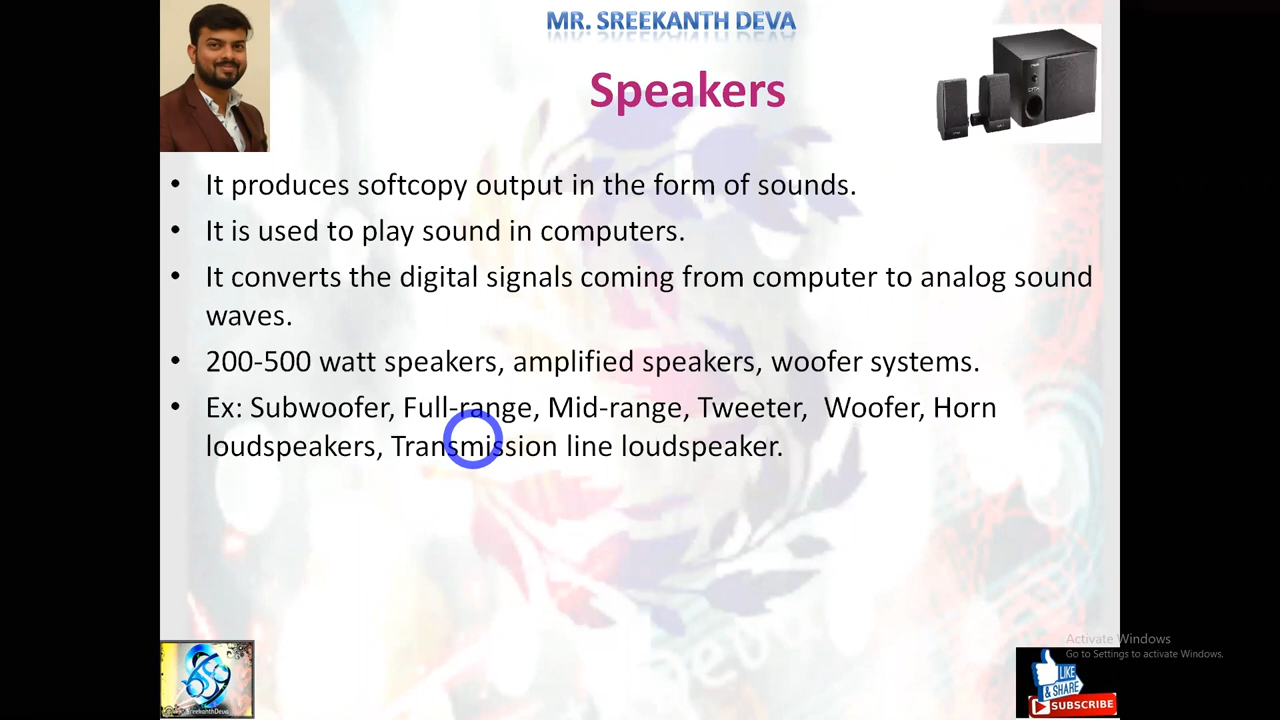 MR. SREEKANTH DEVA
Speakers
• It produces softcopy output in the form of sounds.
• It is used to play sound in computers.
• It converts the digital signals coming from computer to analog sound
waves.
• 200-500 watt speakers, amplified speakers, woofer systems.
• Ex: Subwoofer, Full-range, Mid-range, Tweeter, Woofer, Horn
loudspeakers, Transmission line loudspeaker.
Activate Windows
Go to Settings to activate Windows.
LIKE
& SHARE
SUBSCRIBE